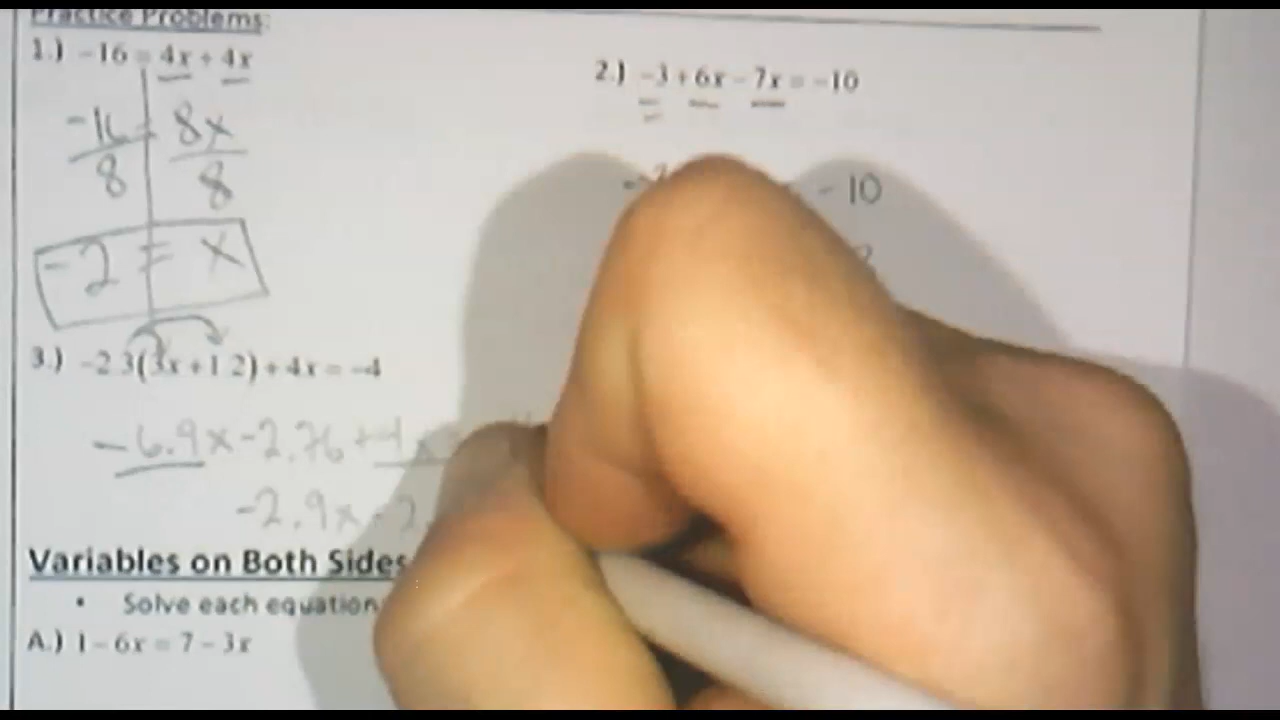 Practice Problems:
1.) -16 = 4x + 4x
-16 = 8x
8 8
-2 = x
2.) -3 + 6x - 7x = -10
- 10
3.) -2.3(3x + 1.2) + 4x = -4
-6.9x - 2.76 + 4x
-2.9x - 2.
Variables on Both Sides
• Solve each equation
A.) 1 - 6x = 7 - 3x